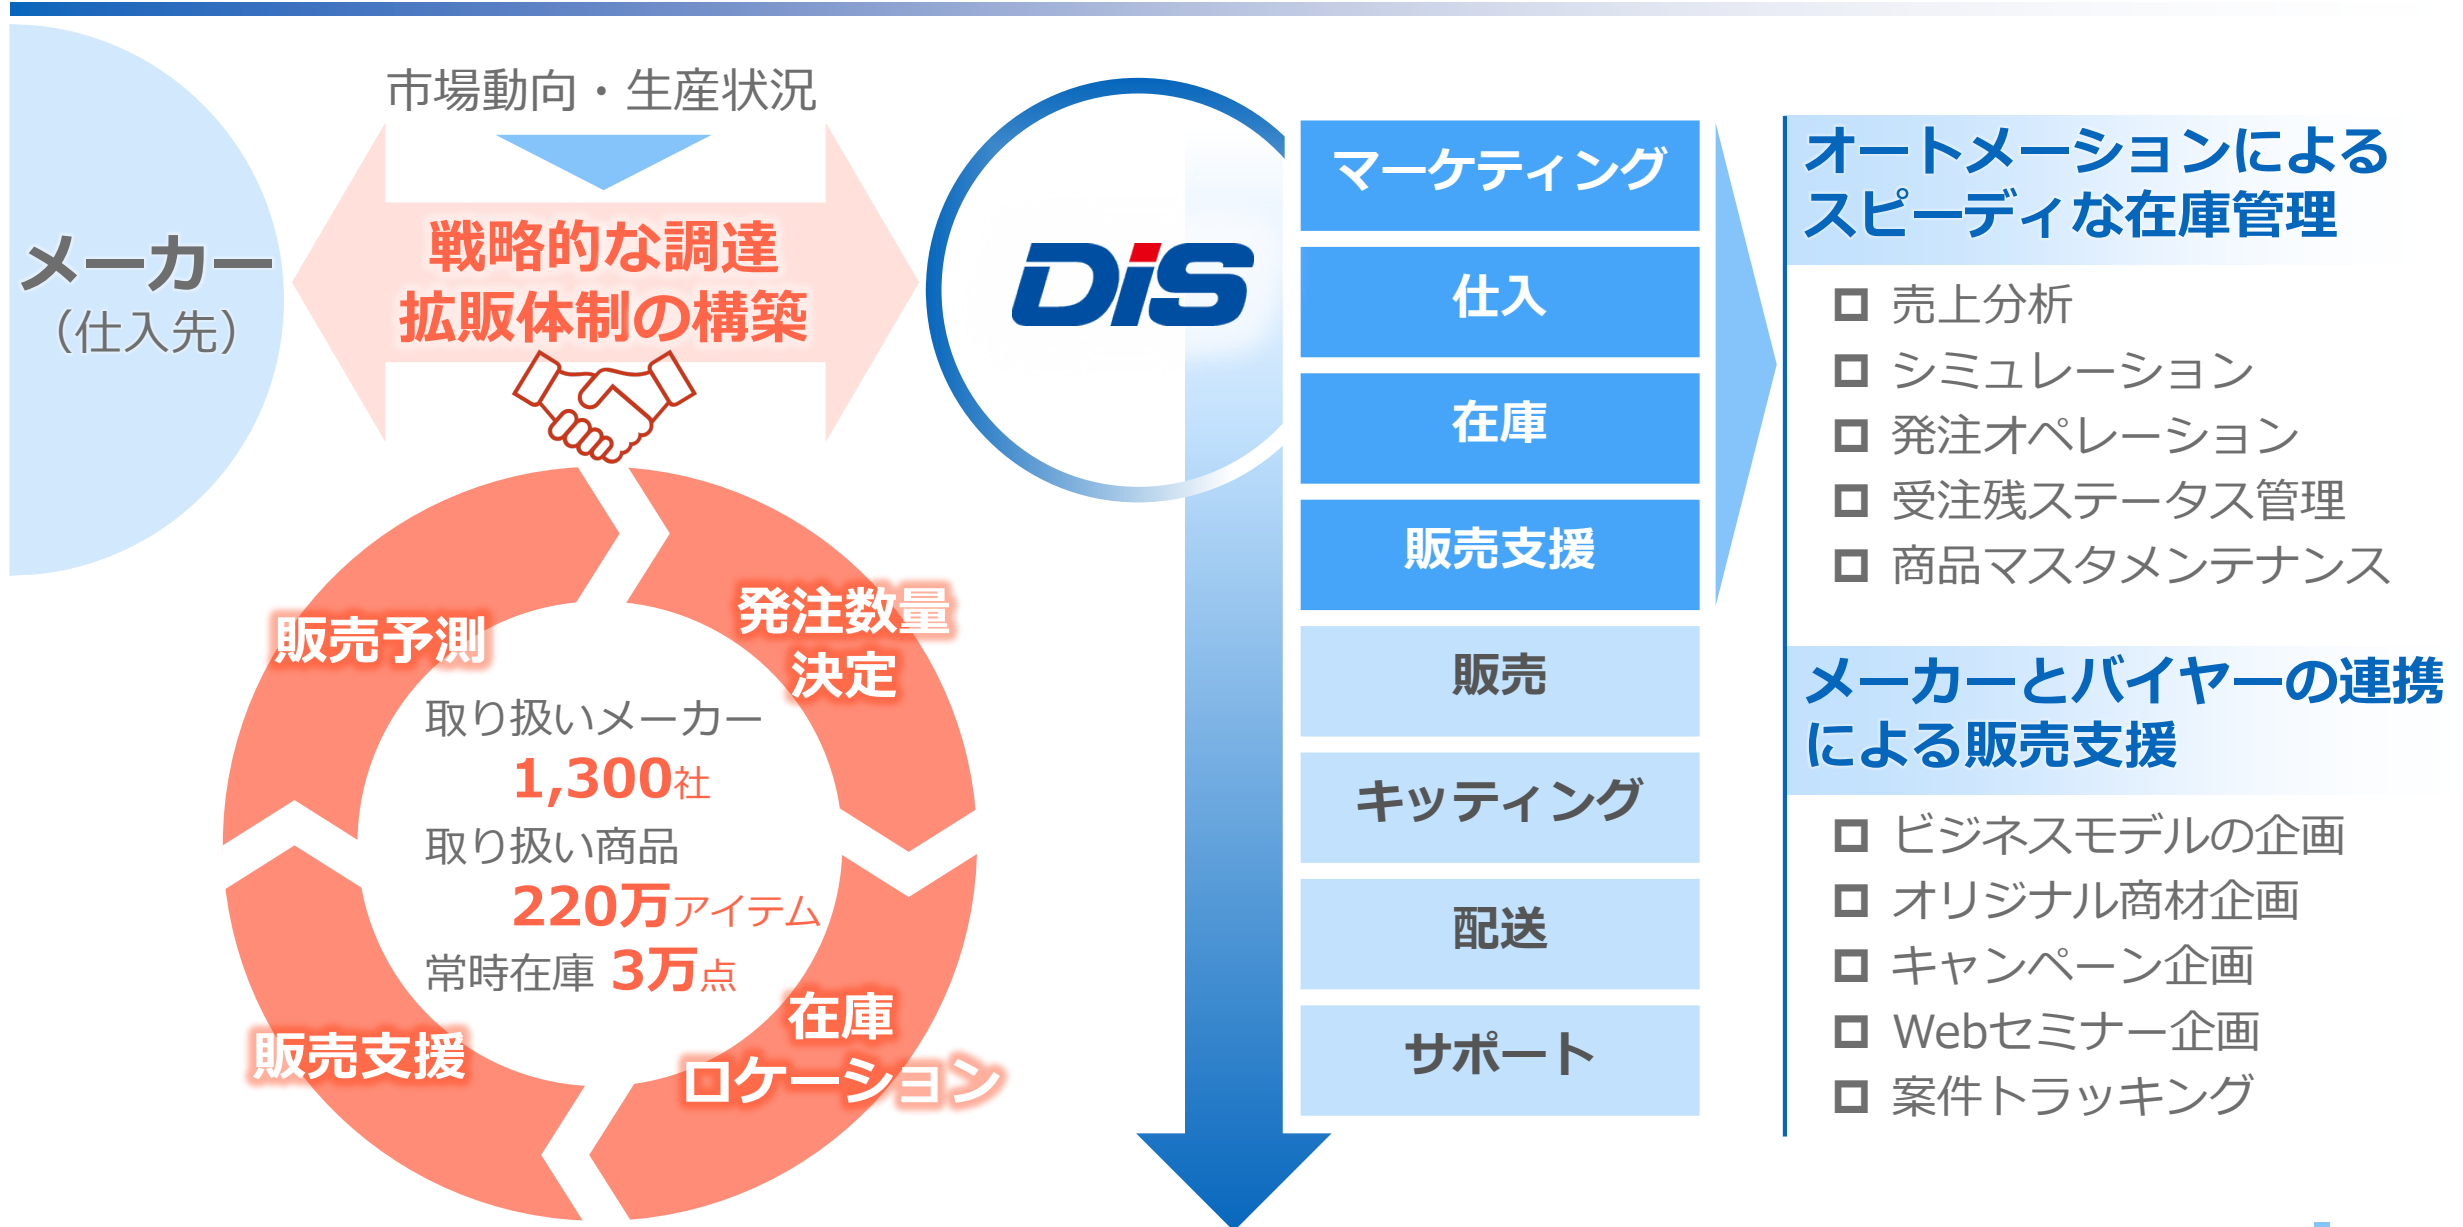 市場動向・生産状況
メーカー
（仕入先）
戦略的な調達
拡販体制の構築
DiS
販売予測
発注数量
決定
取り扱いメーカー
1,300社
取り扱い商品
220万アイテム
常時在庫 3万点
在庫
ロケーション
販売支援
マーケティング
仕入
在庫
販売支援
販売
キッティング
配送
サポート
オートメーションによる
スピーディな在庫管理
売上分析
シミュレーション
発注オペレーション
受注残ステータス管理
商品マスタメンテナンス
メーカーとバイヤーの連携
による販売支援
ビジネスモデルの企画
オリジナル商材企画
キャンペーン企画
Webセミナー企画
案件トラッキング